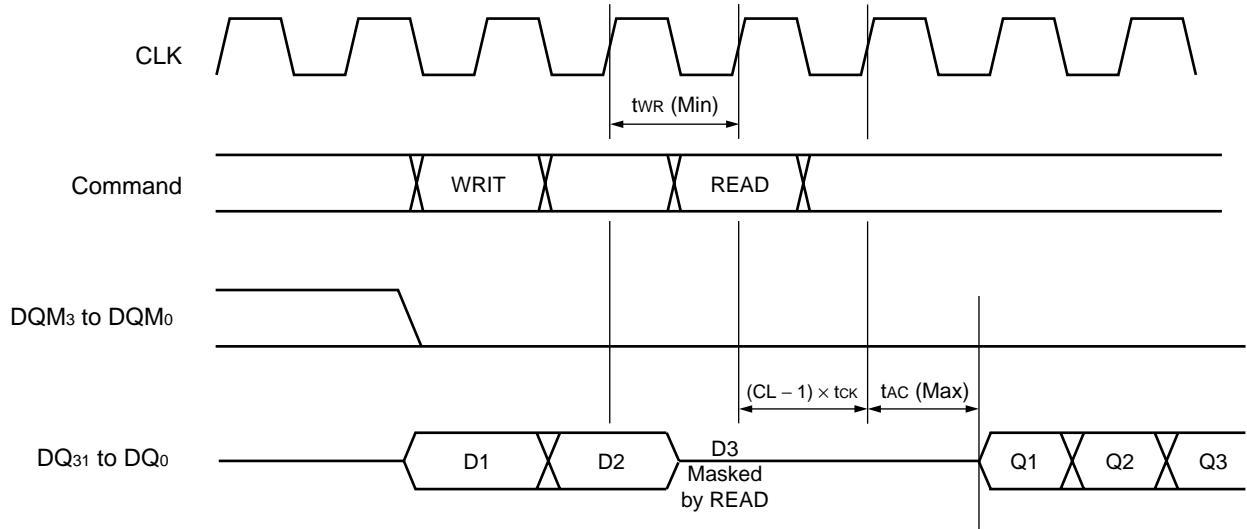 CLK
tWR (Min)
Command
WRIT
READ
DQM3 to DQM0
(CL – 1) × tCK
tAC (Max)
DQ31 to DQ0
D1
D2
D3
Masked
by READ
Q1
Q2
Q3